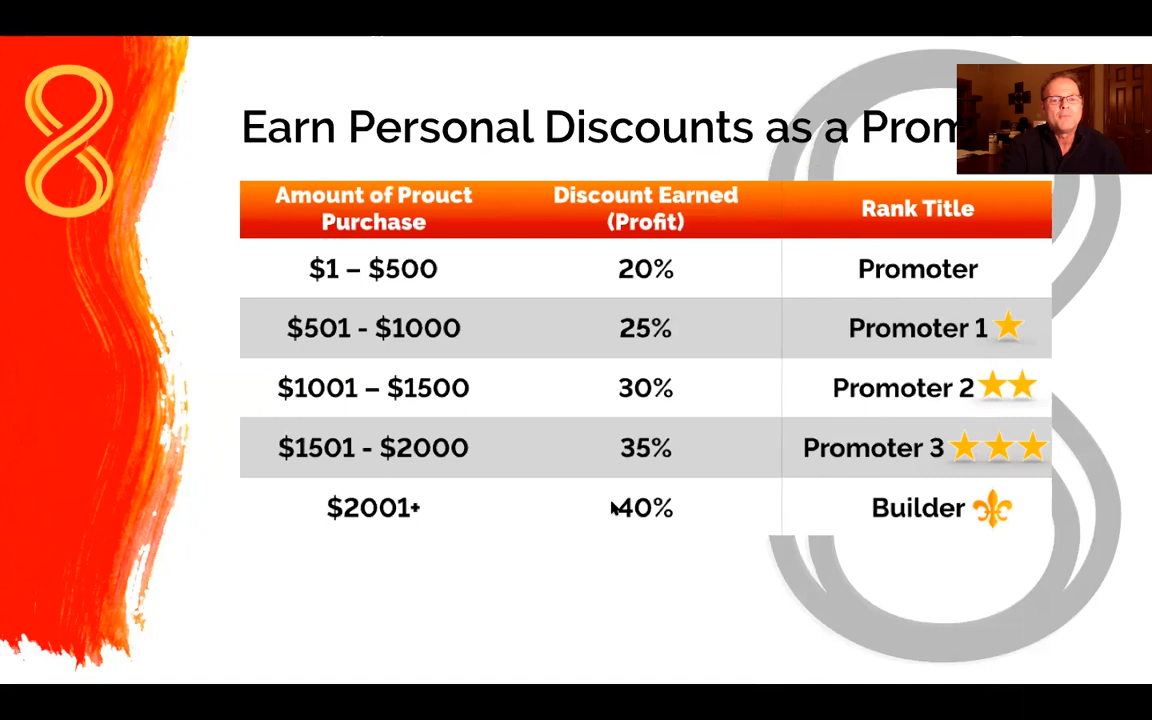 Earn Personal Discounts as a Prom
Amount of Prouct Purchase
Discount Earned (Profit)
Rank Title
$1 – $500
20%
Promoter
$501 - $1000
25%
Promoter 1
$1001 – $1500
30%
Promoter 2
$1501 - $2000
35%
Promoter 3
$2001+
40%
Builder